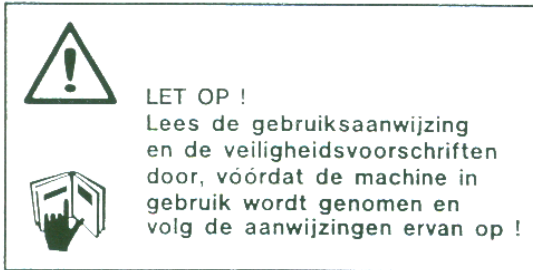 LET OP !
Lees de gebruiksaanwijzing
en de veiligheidsvoorschriften
door, vóórdat de machine in
gebruik wordt genomen en
volg de aanwijzingen ervan op !